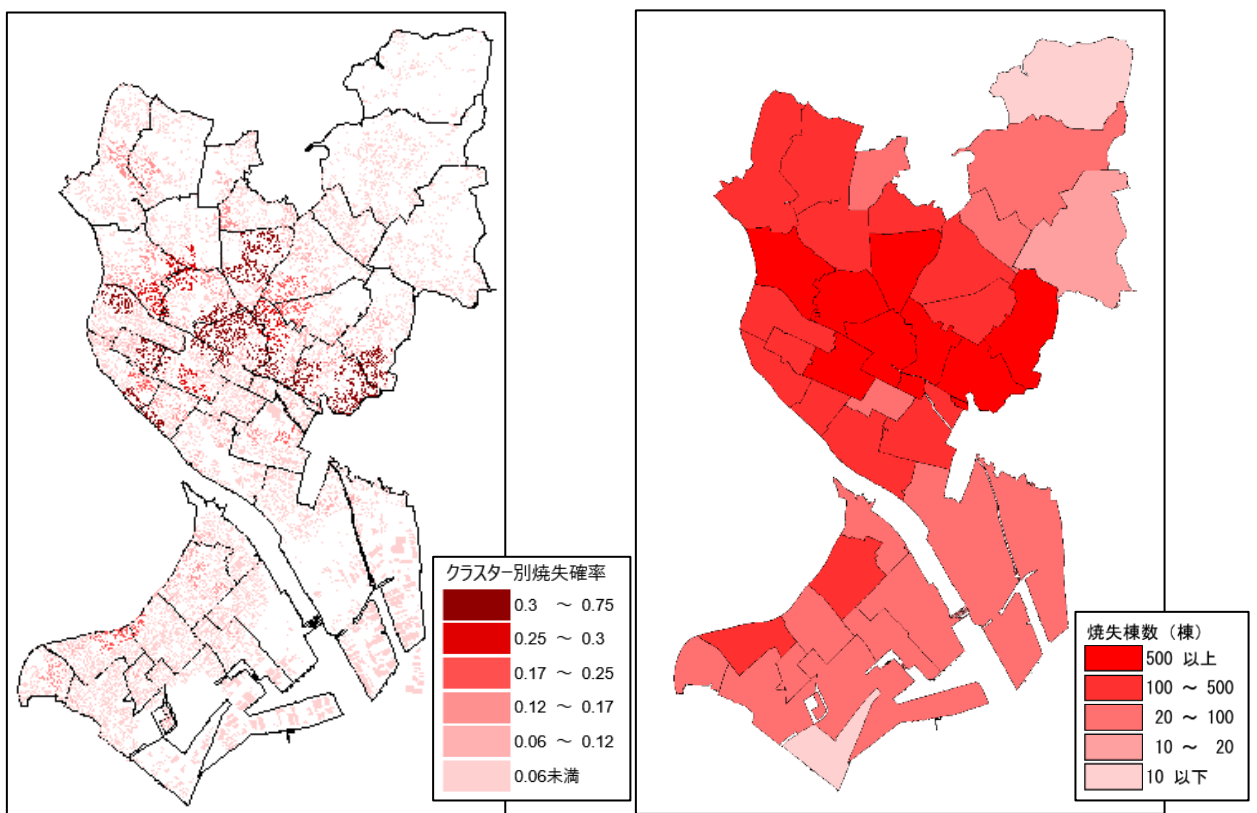 クラスター別焼失確率
0.3 ～ 0.75
0.25 ～ 0.3
0.17 ～ 0.25
0.12 ～ 0.17
0.06 ～ 0.12
0.06未満
焼失棟数（棟）
500 以上
100 ～ 500
20 ～ 100
10 ～ 20
10 以下